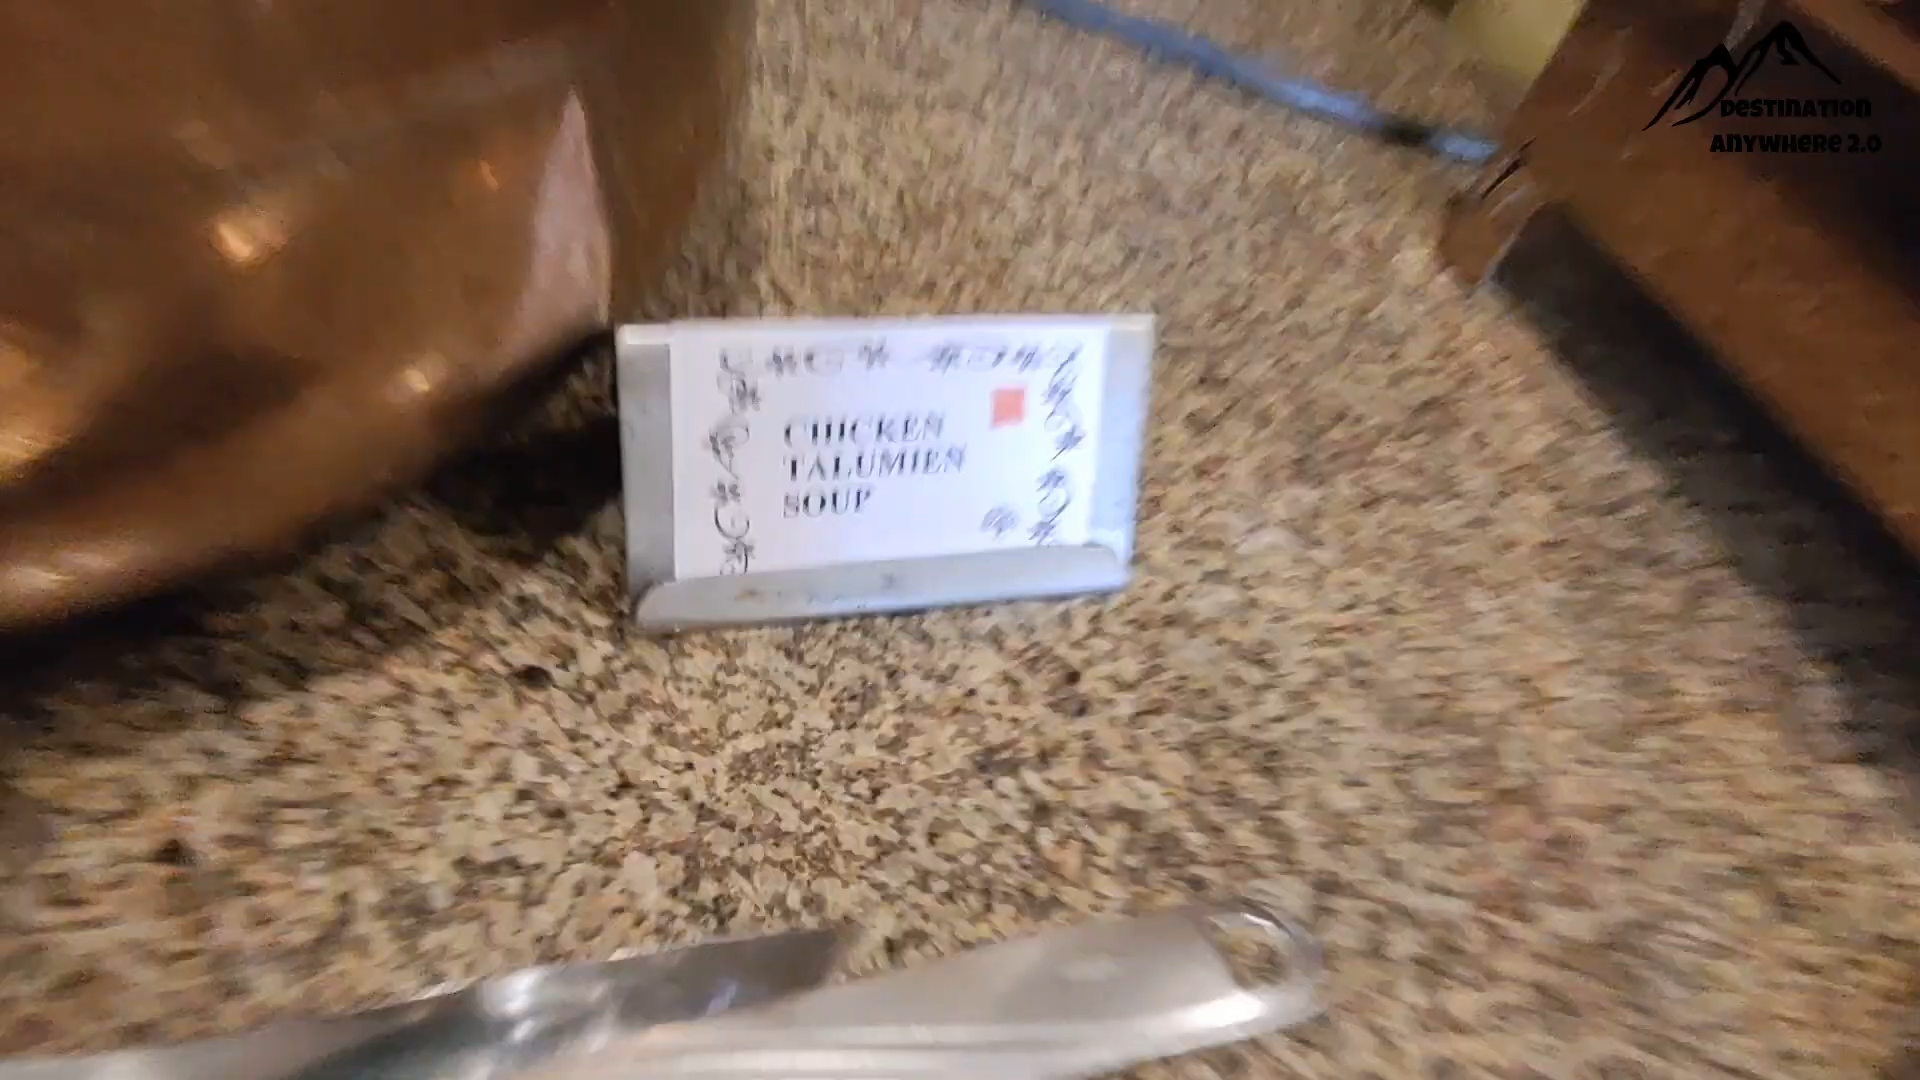 DESTINATION
ANYWHERE 2.0
CHICKEN
TALUMIEN
SOUP